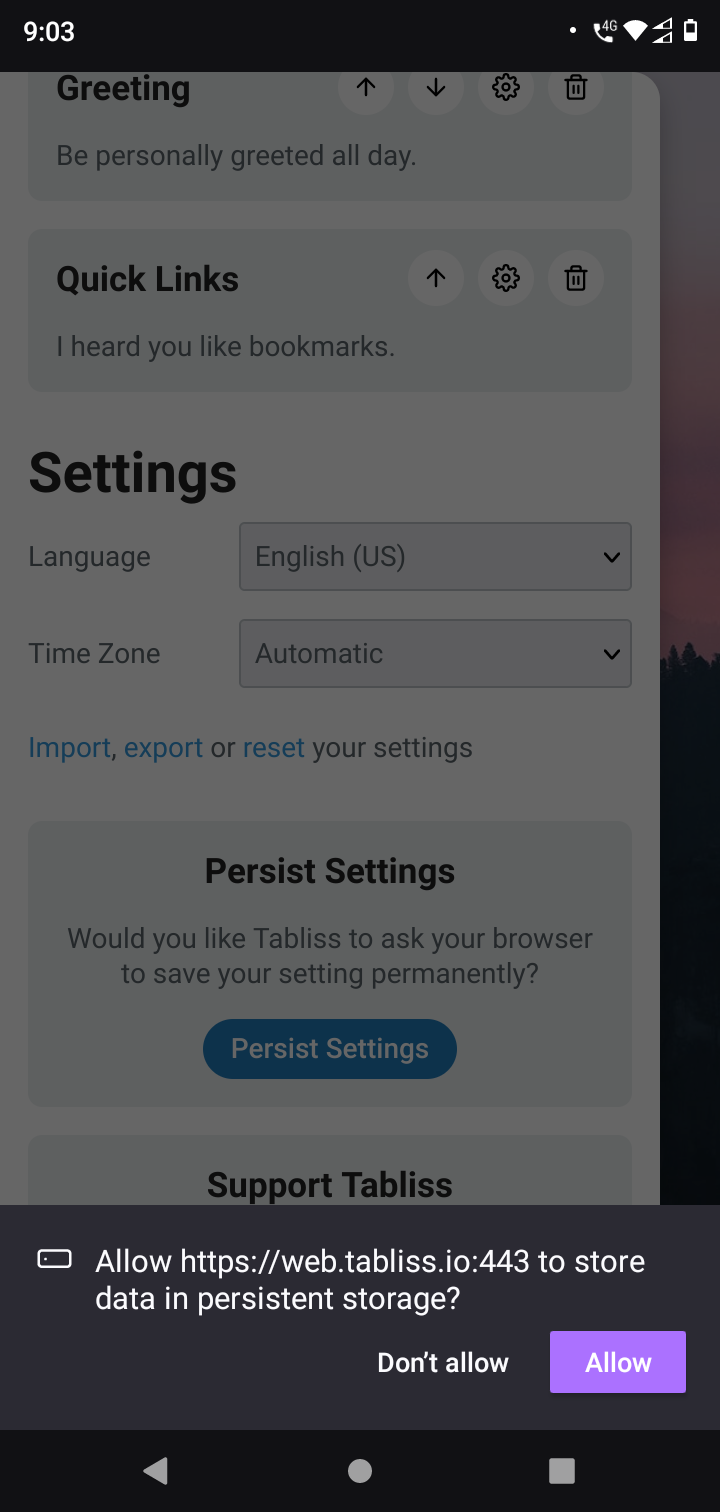 9:03
4G
Greeting
Be personally greeted all day.
Quick Links
I heard you like bookmarks.
Settings
Language
English (US)
Time Zone
Automatic
Import, export or reset your settings
Persist Settings
Would you like Tabliss to ask your browser
to save your setting permanently?
Persist Settings
Support Tabliss
Allow https://web.tabliss.io:443 to store
data in persistent storage?
Don’t allow
Allow